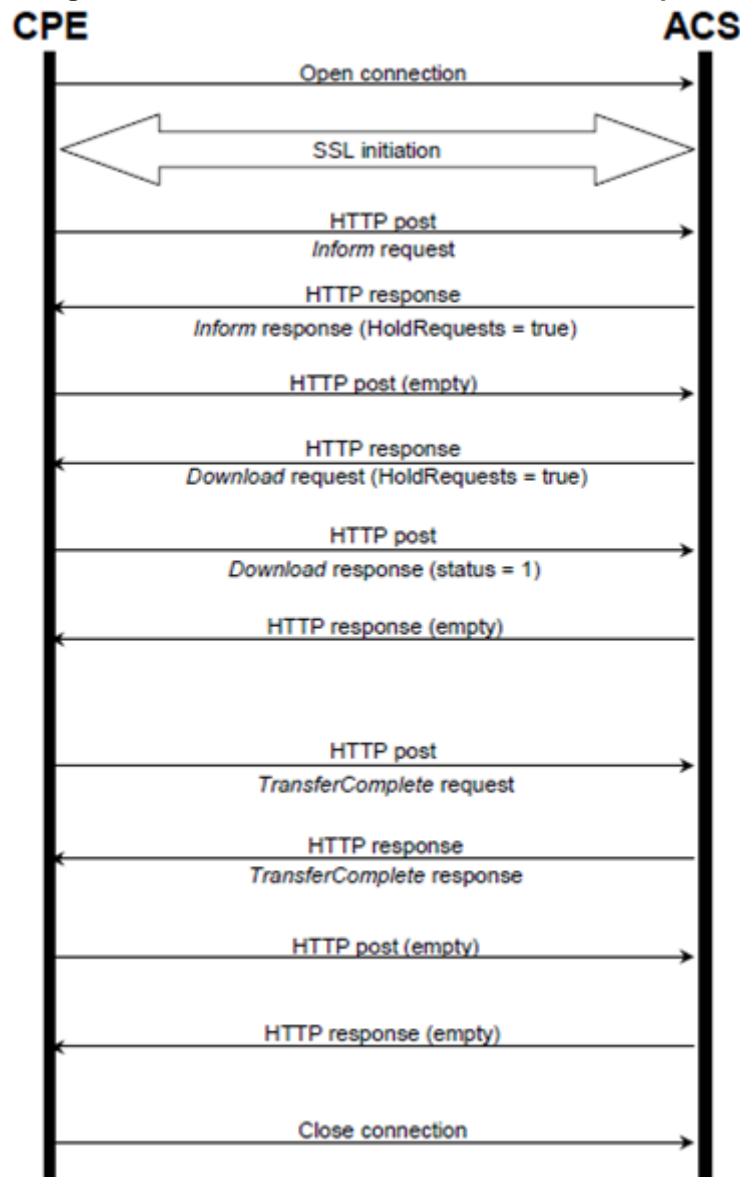 CPE
ACS
Open connection
SSL initiation
HTTP post
Inform request
HTTP response
Inform response (HoldRequests = true)
HTTP post (empty)
HTTP response
Download request (HoldRequests = true)
HTTP post
Download response (status = 1)
HTTP response (empty)
HTTP post
TransferComplete request
HTTP response
TransferComplete response
HTTP post (empty)
HTTP response (empty)
Close connection